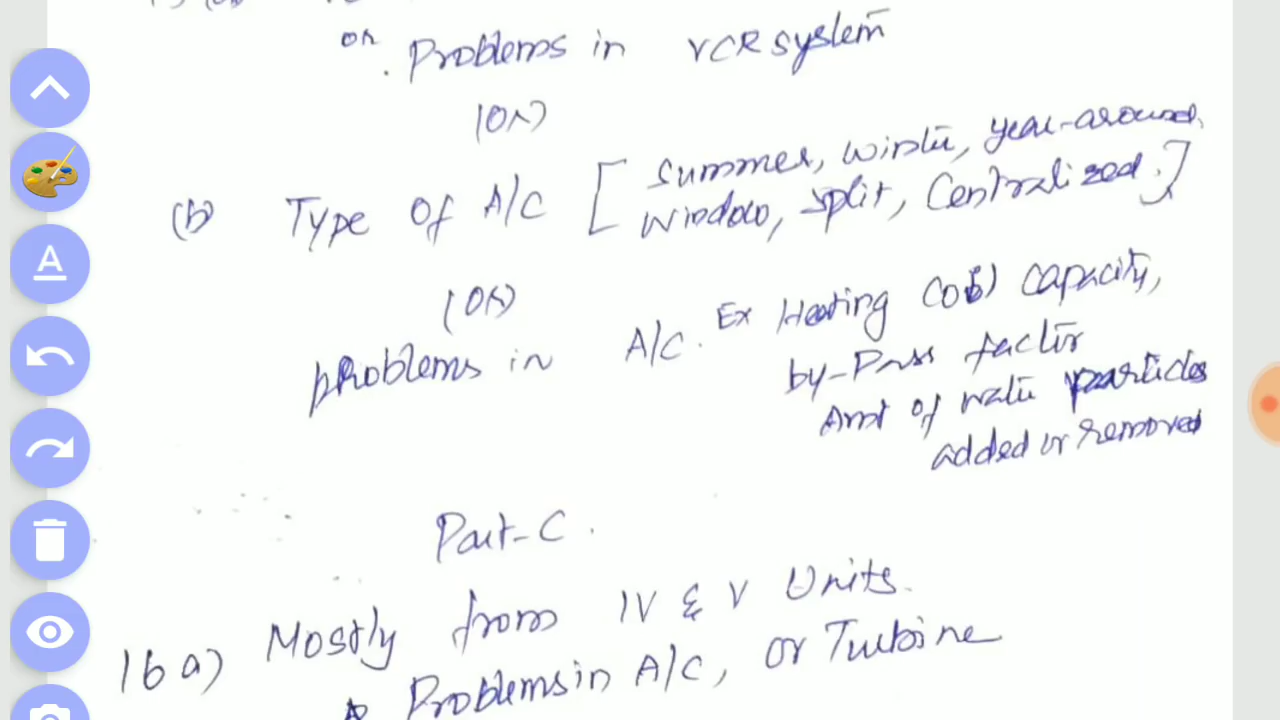 or
Problems in VCR system
(Or)
(b) Type of A/C [ Summer, Winter, year-around,
Window, split, Centralized.]
(Or)
problems in A/C. Ex Heating Coil capacity,
by-Pass factor
Amt of water particles
added or removed
Part-C.
16 a) Mostly from IV & V Units.
Problems in A/C, or Turbine
A